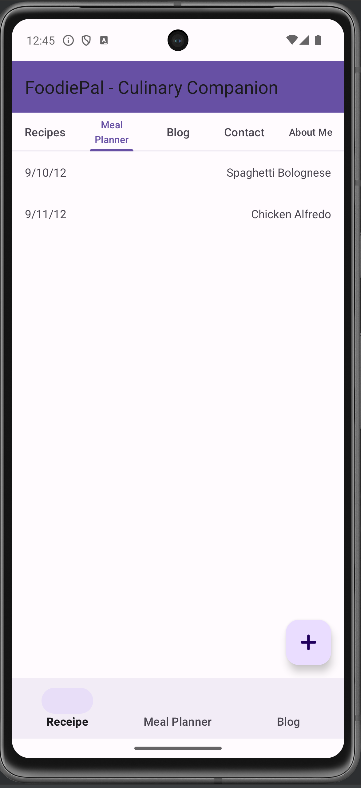 12:45
FoodiePal - Culinary Companion
Recipes Meal Planner Blog Contact About Me
9/10/12 Spaghetti Bolognese
9/11/12 Chicken Alfredo
+
Receipe Meal Planner Blog